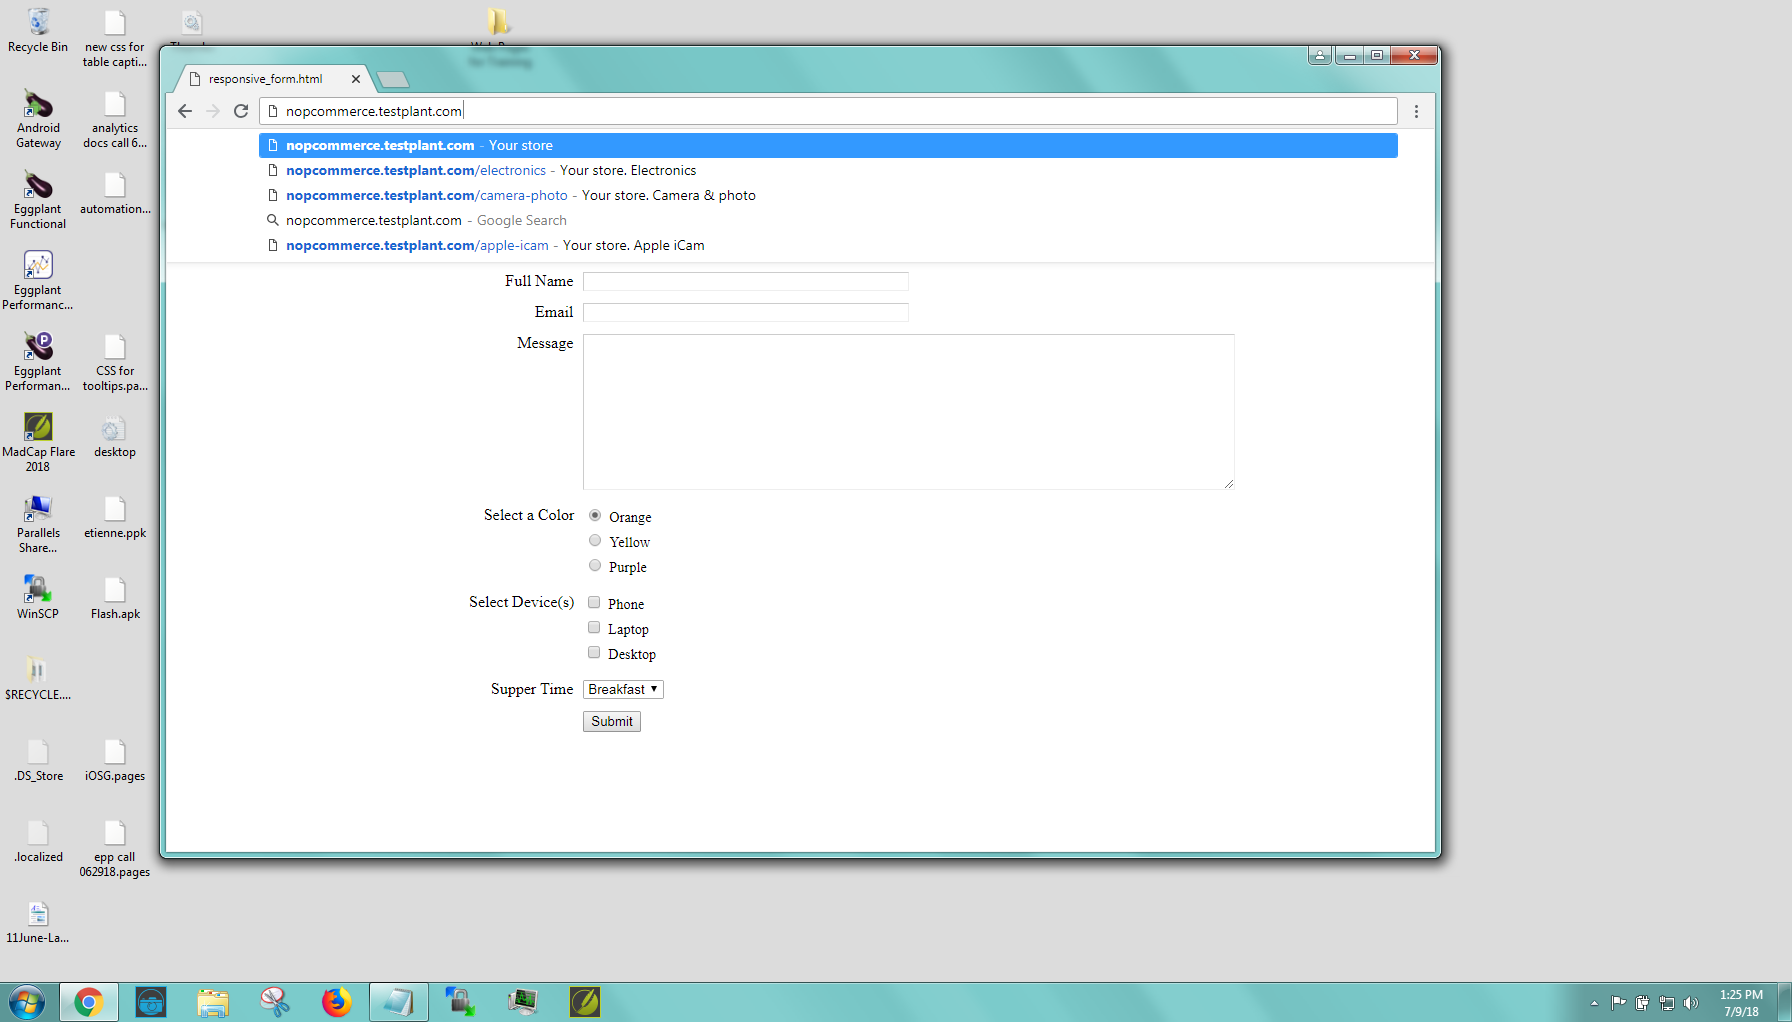 Recycle Bin
new css for
table capti...
Android
Gateway
analytics
docs call 6...
Eggplant
Functional
automation...
Eggplant
Performanc...
Eggplant
Performan...
CSS for
tooltips.pa...
MadCap Flare
2018
desktop
Parallels
Share...
etienne.ppk
WinSCP
Flash.apk
$RECYCLE....
.DS_Store
iOSG.pages
.localized
epp call
062918.pages
11June-La...
for Training
responsive_form.html
nopcommerce.testplant.com
nopcommerce.testplant.com - Your store
nopcommerce.testplant.com/electronics - Your store. Electronics
nopcommerce.testplant.com/camera-photo - Your store. Camera & photo
nopcommerce.testplant.com - Google Search
nopcommerce.testplant.com/apple-icam - Your store. Apple iCam
Full Name
Email
Message
Select a Color
Orange
Yellow
Purple
Select Device(s)
Phone
Laptop
Desktop
Supper Time
Breakfast
Submit
1:25 PM
7/9/18